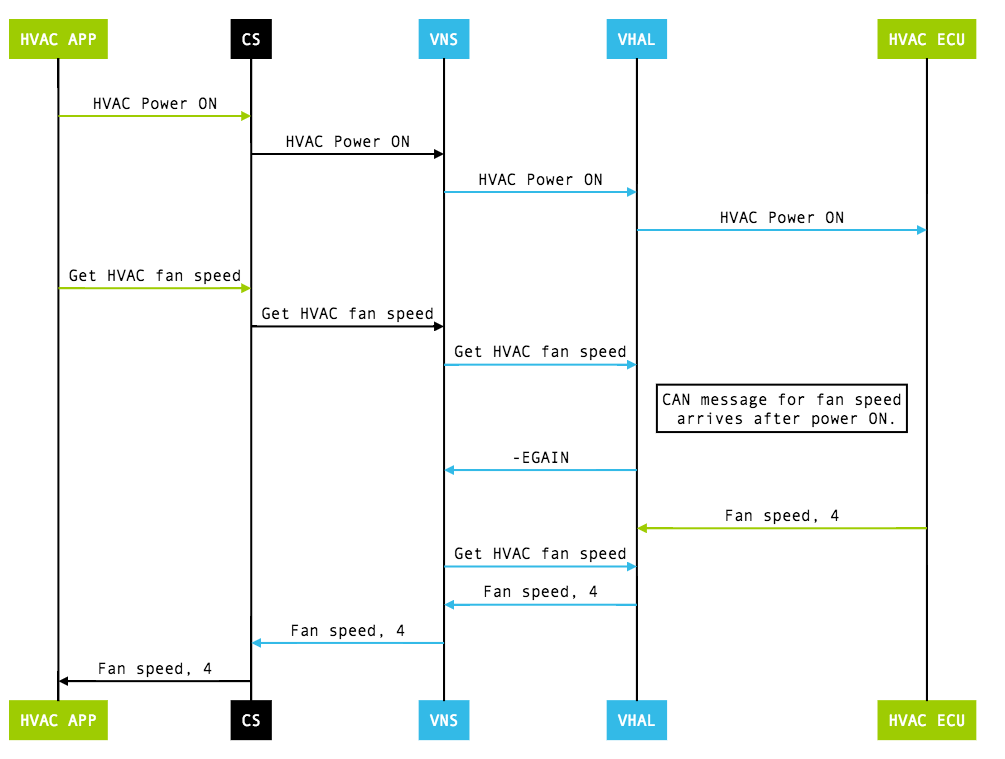 HVAC APP CS VNS VHAL HVAC ECU
HVAC Power ON
HVAC Power ON
HVAC Power ON
HVAC Power ON
Get HVAC fan speed
Get HVAC fan speed
Get HVAC fan speed
CAN message for fan speed
arrives after power ON.
-EGAIN
Fan speed, 4
Get HVAC fan speed
Fan speed, 4
Fan speed, 4
Fan speed, 4
HVAC APP CS VNS VHAL HVAC ECU